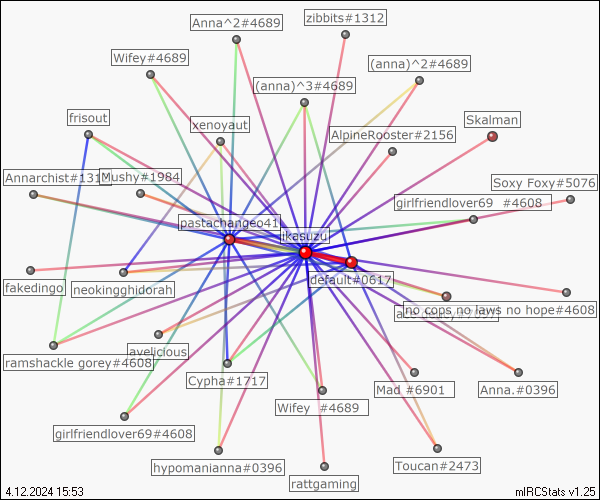 Anna^2#4689
zibbits#1312
Wifey#4689
(anna)^2#4689
(anna)^3#4689
frisout
xenoyaut
Skalman
AlpineRooster#2156
Annarchist#131
Mushy#1984
Soxy Foxy#5076
girlfriendlover69 #4608
pastachangeo41
jkasuzu
fakedingo
neokingghidorah
default#0617
no cops no laws no hope#4608
ramshackle gorey#4608
lavelicious
Cypha#1717
Mad #6901
Anna.#0396
Wifey #4689
girlfriendlover69#4608
hypomanianna#0396
rattgaming
Toucan#2473
4.12.2024 15:53
mIRCStats v1.25